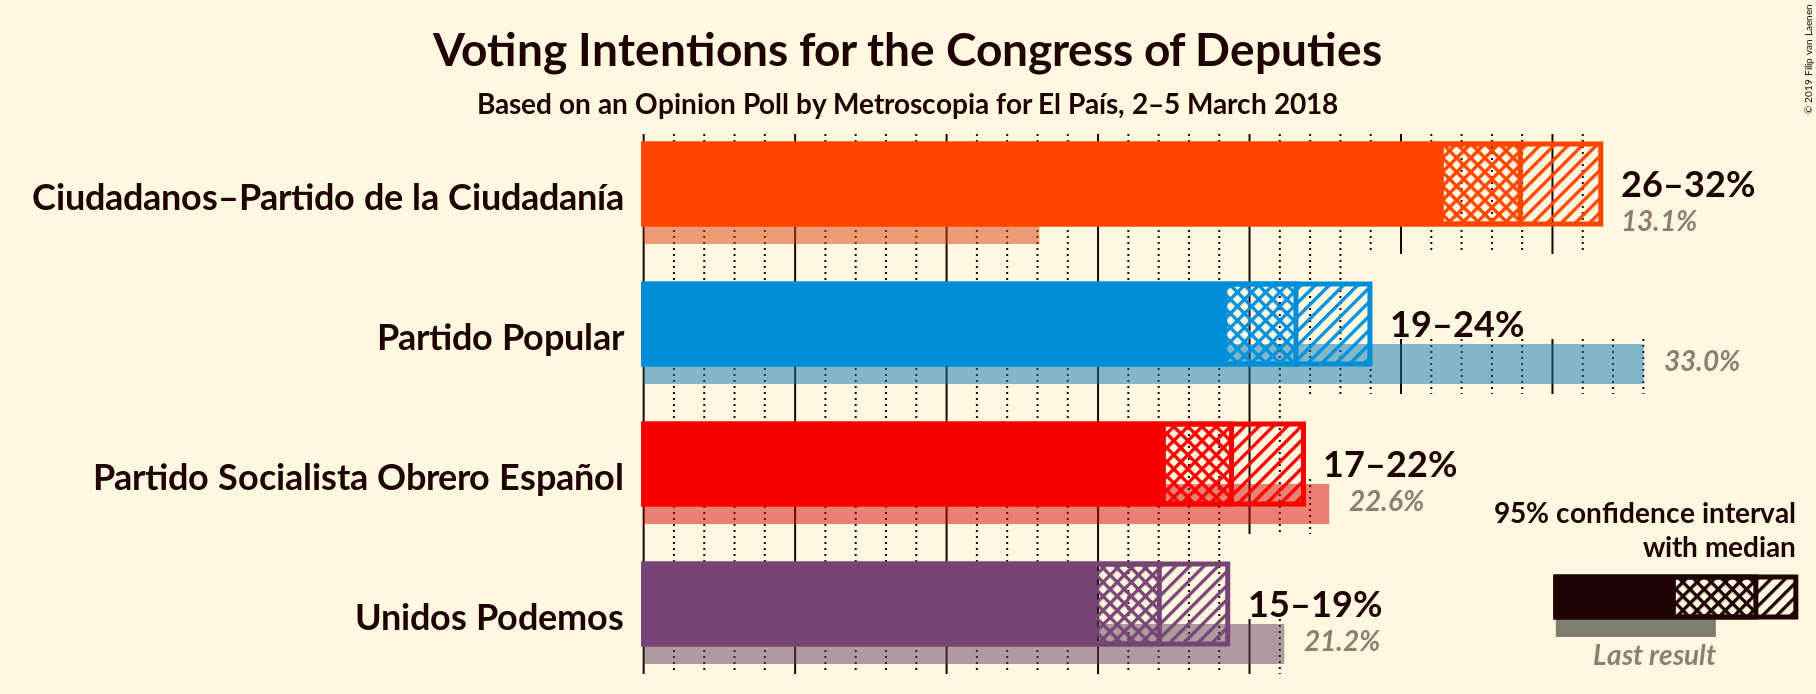 Voting Intentions for the Congress of Deputies
Based on an Opinion Poll by Metroscopia for El País, 2–5 March 2018
© 2019 Filip van Laenen
Ciudadanos–Partido de la Ciudadanía
26–32%
13.1%
Partido Popular
19–24%
33.0%
Partido Socialista Obrero Español
17–22%
22.6%
Unidos Podemos
15–19%
21.2%
95% confidence interval
with median
Last result